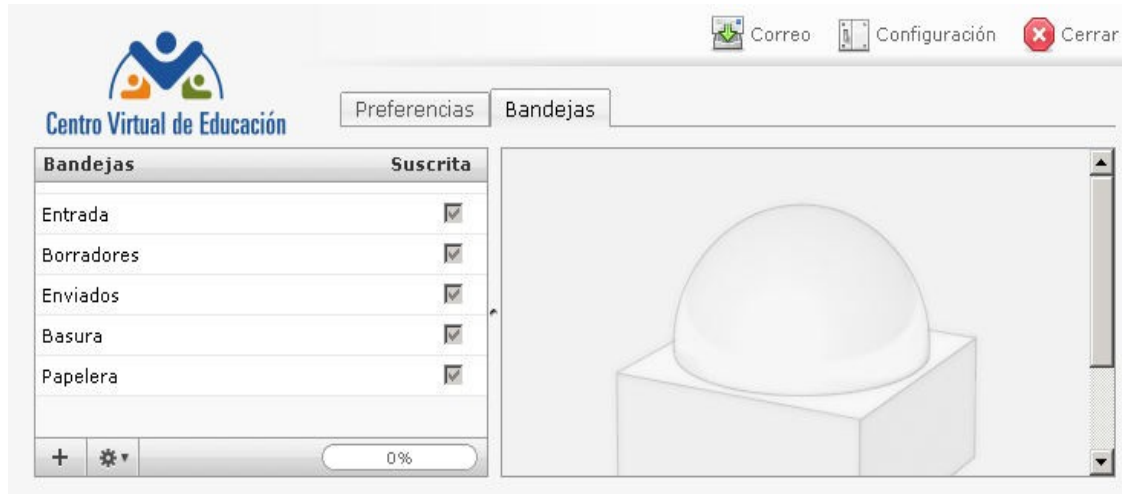 Correo Configuración Cerrar
Centro Virtual de Educación
Preferencias Bandejas
Bandejas Suscrita
Entrada
Borradores
Enviados
Basura
Papelera
0%